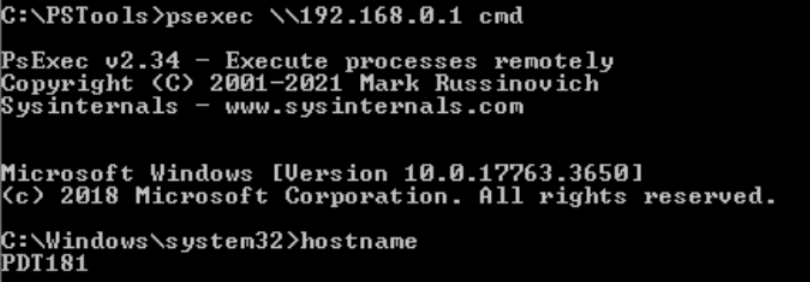 C:\PSTools>psexec \\192.168.0.1 cmd
PsExec v2.34 - Execute processes remotely
Copyright (C) 2001-2021 Mark Russinovich
Sysinternals - www.sysinternals.com
Microsoft Windows [Version 10.0.17763.3650]
(c) 2018 Microsoft Corporation. All rights reserved.
C:\Windows\system32>hostname
PDT181